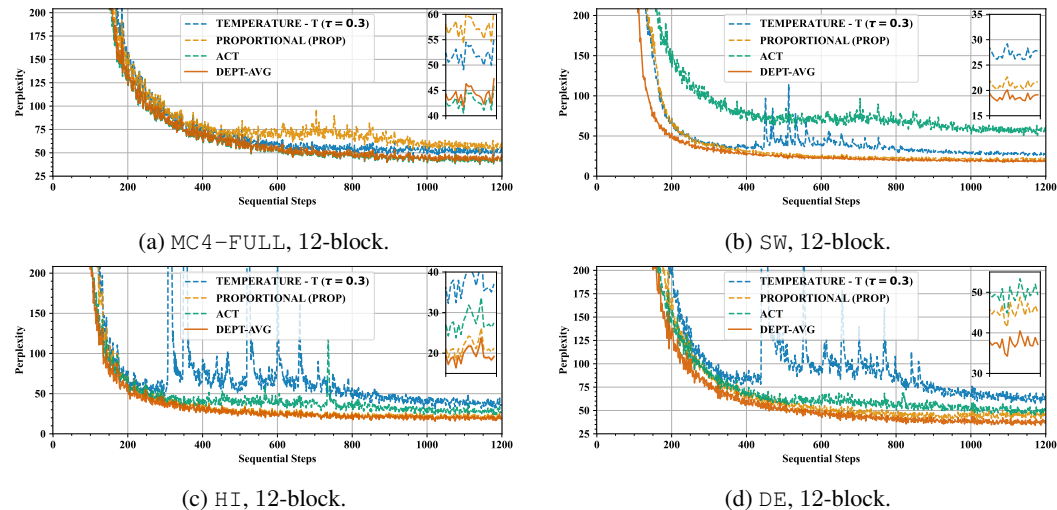 TEMPERATURE - T (τ = 0.3)
PROPORTIONAL (PROP)
ACT
DEPT-AVG
Perplexity
200
175
150
125
100
75
50
25
200
400
600
800
1000
1200
Sequential Steps
60
55
50
45
40
(a) MC4-FULL, 12-block.
TEMPERATURE - T (τ = 0.3)
PROPORTIONAL (PROP)
ACT
DEPT-AVG
Perplexity
200
150
100
50
0
0
200
400
600
800
1000
1200
Sequential Steps
35
30
25
20
15
(b) SW, 12-block.
TEMPERATURE - T (τ = 0.3)
PROPORTIONAL (PROP)
ACT
DEPT-AVG
Perplexity
200
150
100
50
0
0
200
400
600
800
1000
1200
Sequential Steps
40
30
20
(c) HI, 12-block.
TEMPERATURE - T (τ = 0.3)
PROPORTIONAL (PROP)
ACT
DEPT-AVG
Perplexity
200
175
150
125
100
75
50
25
0
200
400
600
800
1000
1200
Sequential Steps
50
40
30
(d) DE, 12-block.